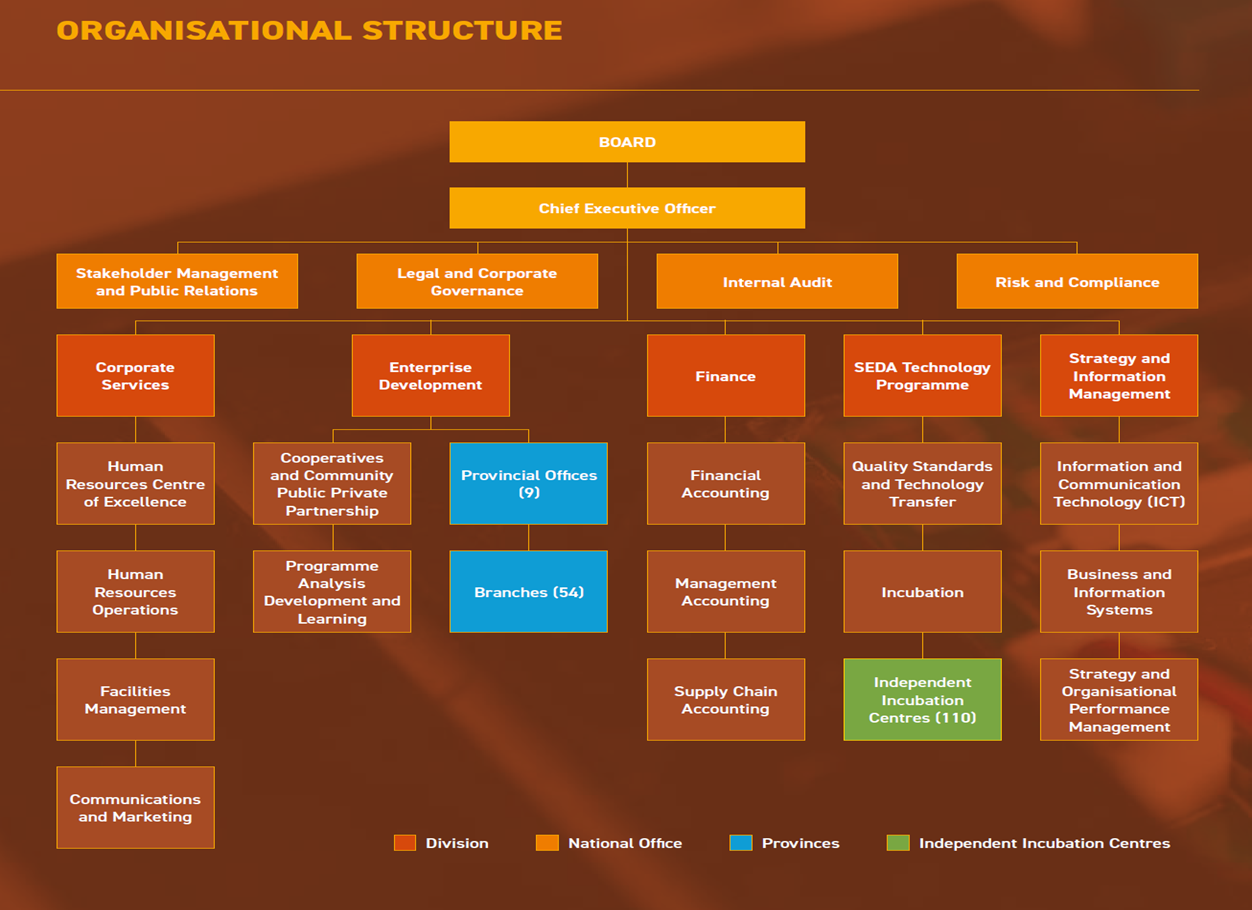 ORGANISATIONAL STRUCTURE
BOARD
Chief Executive Officer
Stakeholder Management
and Public Relations
Legal and Corporate
Governance
Internal Audit
Risk and Compliance
Corporate
Services
Enterprise
Development
Finance
SEDA Technology
Programme
Strategy and
Information
Management
Human
Resources Centre
of Excellence
Cooperatives
and Community
Public Private
Partnership
Provincial Offices
(9)
Financial
Accounting
Quality Standards
and Technology
Transfer
Information and
Communication
Technology (ICT)
Human
Resources
Operations
Programme
Analysis
Development and
Learning
Branches (54)
Management
Accounting
Incubation
Business and
Information
Systems
Facilities
Management
Supply Chain
Accounting
Independent
Incubation
Centres (110)
Strategy and
Organisational
Performance
Management
Communications
and Marketing
Division
National Office
Provinces
Independent Incubation Centres